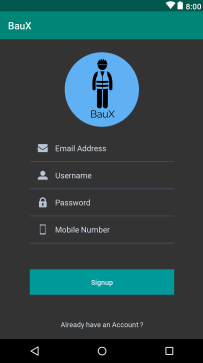 8:00
BauX
BauX
Email Address
Username
Password
Mobile Number
Signup
Already have an Account ?